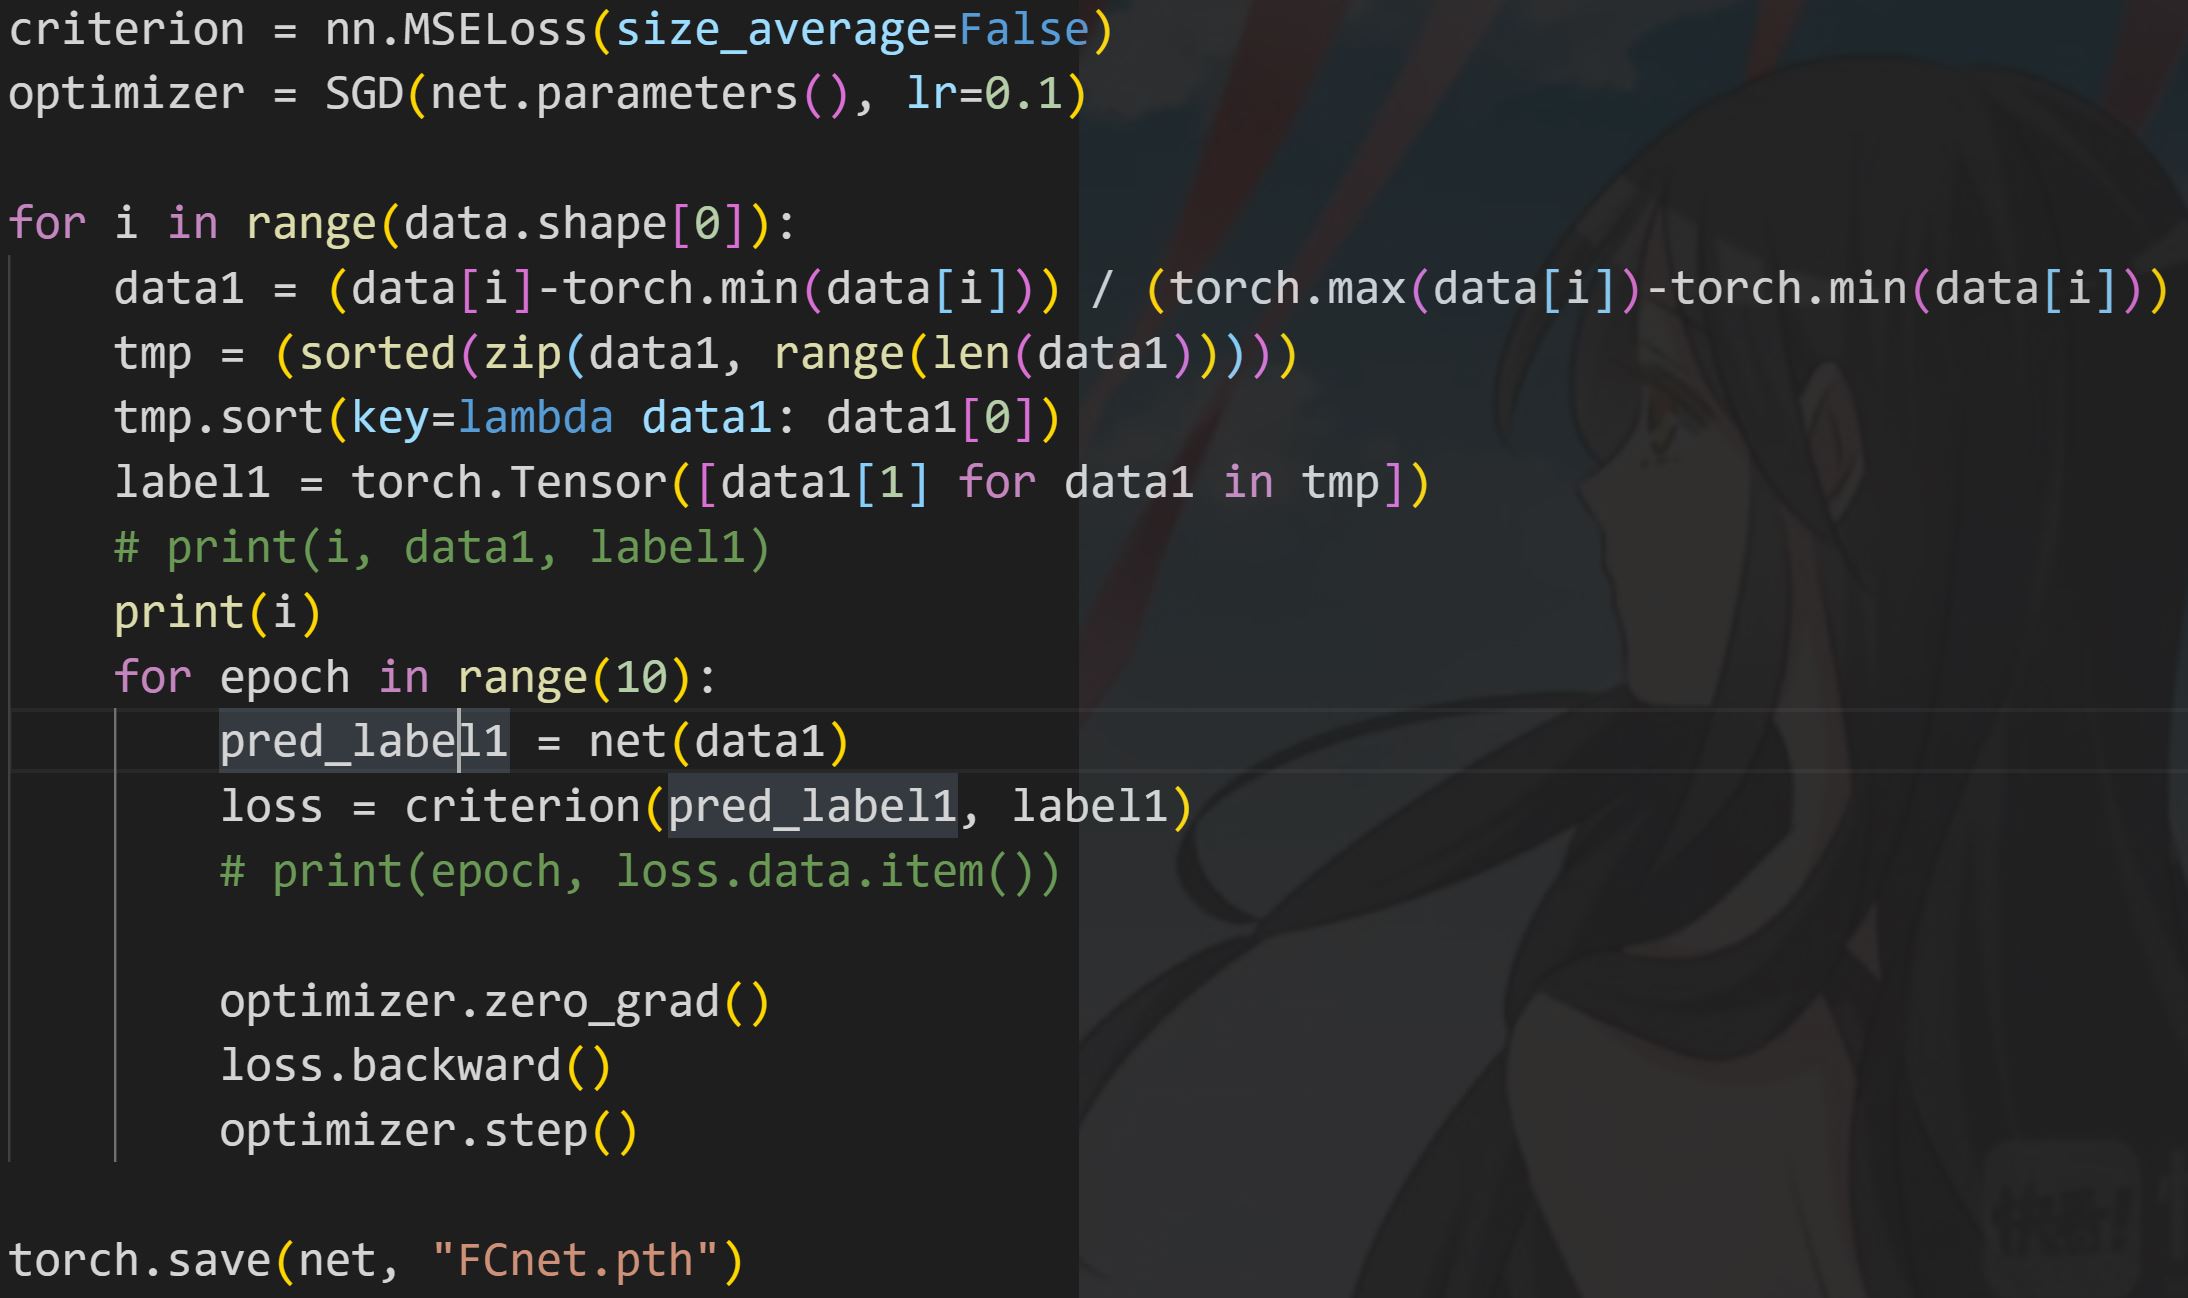 criterion = nn.MSELoss(size_average=False)
optimizer = SGD(net.parameters(), lr=0.1)
for i in range(data.shape[0]):
data1 = (data[i]-torch.min(data[i])) / (torch.max(data[i])-torch.min(data[i]))
tmp = (sorted(zip(data1, range(len(data1)))))
tmp.sort(key=lambda data1: data1[0])
label1 = torch.Tensor([data1[1] for data1 in tmp])
# print(i, data1, label1)
print(i)
for epoch in range(10):
pred_label1 = net(data1)
loss = criterion(pred_label1, label1)
# print(epoch, loss.data.item())
optimizer.zero_grad()
loss.backward()
optimizer.step()
torch.save(net, "FCnet.pth")